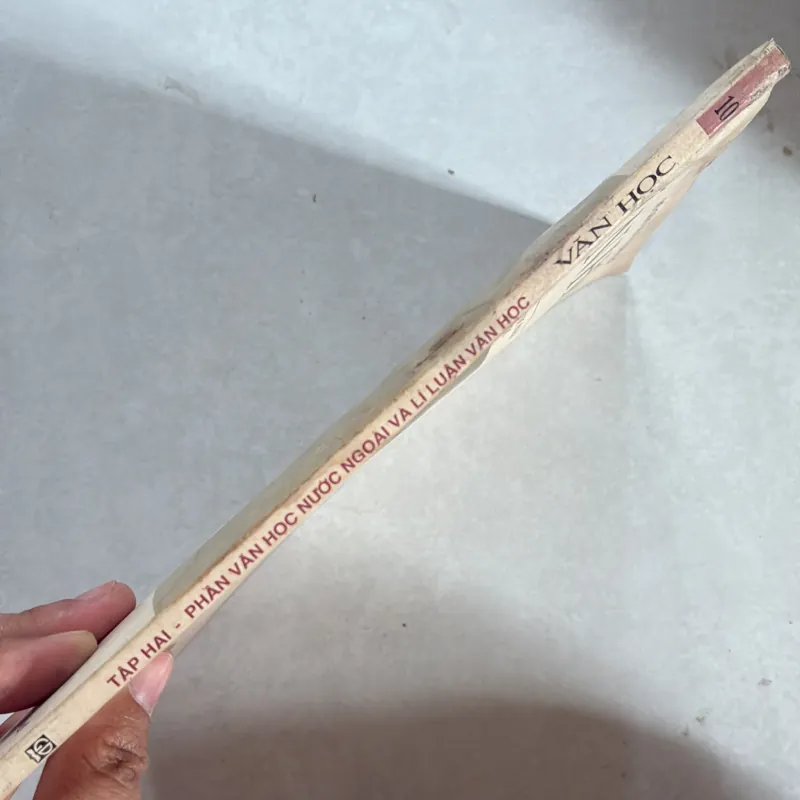 TẬP HAI - PHẦN VĂN HỌC NƯỚC NGOÀI VÀ LÍ LUẬN VĂN HỌC
VĂN HỌC
10